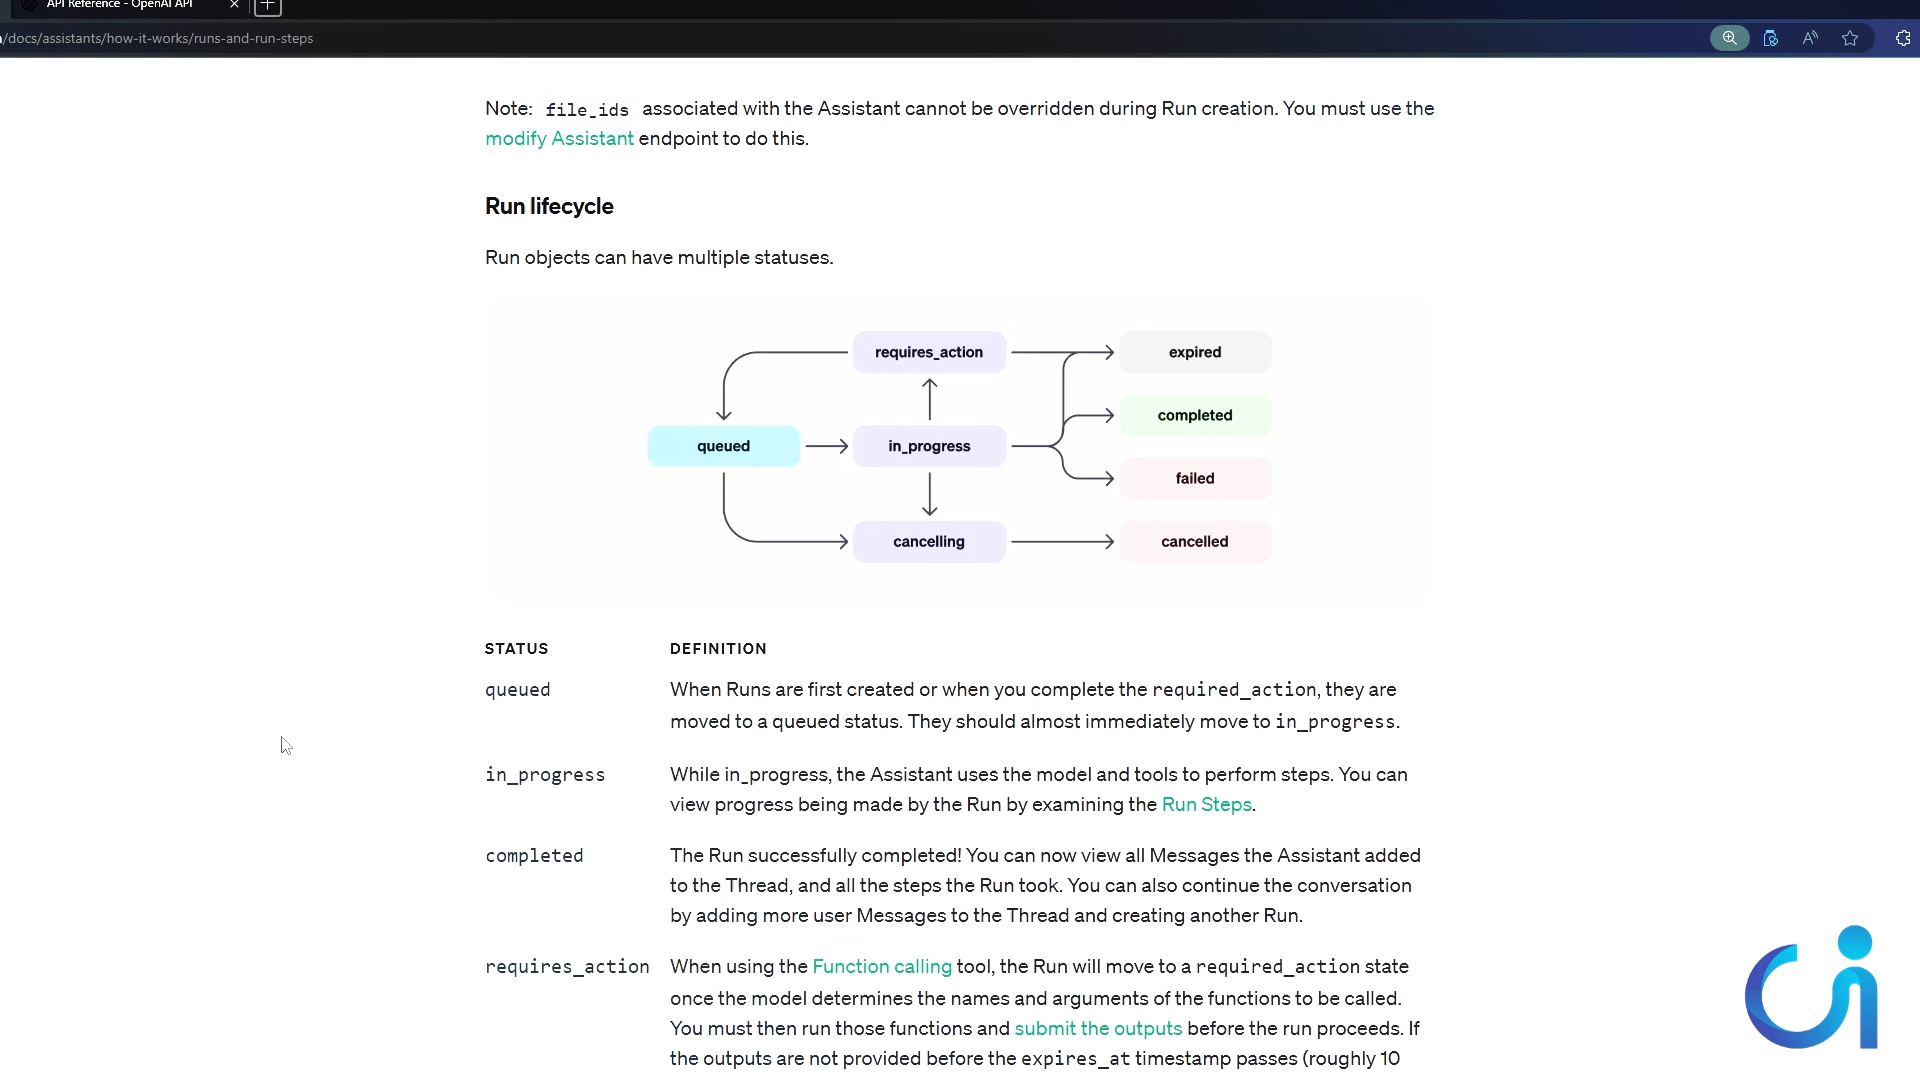 API Reference - OpenAI API
/docs/assistants/how-it-works/runs-and-run-steps
Note: file_ids associated with the Assistant cannot be overridden during Run creation. You must use the
modify Assistant endpoint to do this.
Run lifecycle
Run objects can have multiple statuses.
requires_action
expired
completed
queued
in_progress
failed
cancelling
cancelled
STATUS DEFINITION
queued When Runs are first created or when you complete the required_action, they are
moved to a queued status. They should almost immediately move to in_progress.
in_progress While in_progress, the Assistant uses the model and tools to perform steps. You can
view progress being made by the Run by examining the Run Steps.
completed The Run successfully completed! You can now view all Messages the Assistant added
to the Thread, and all the steps the Run took. You can also continue the conversation
by adding more user Messages to the Thread and creating another Run.
requires_action When using the Function calling tool, the Run will move to a required_action state
once the model determines the names and arguments of the functions to be called.
You must then run those functions and submit the outputs before the run proceeds. If
the outputs are not provided before the expires_at timestamp passes (roughly 10